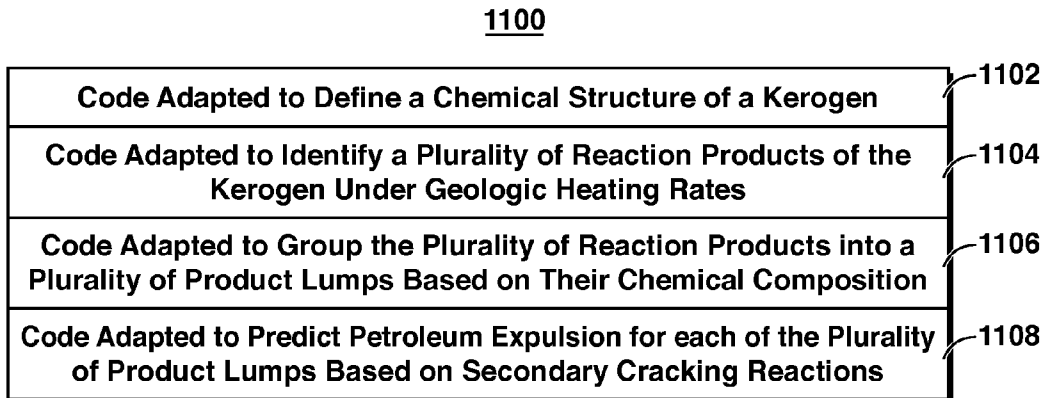 1100
Code Adapted to Define a Chemical Structure of a Kerogen
1102
Code Adapted to Identify a Plurality of Reaction Products of the
Kerogen Under Geologic Heating Rates
1104
Code Adapted to Group the Plurality of Reaction Products into a
Plurality of Product Lumps Based on Their Chemical Composition
1106
Code Adapted to Predict Petroleum Expulsion for each of the Plurality
of Product Lumps Based on Secondary Cracking Reactions
1108